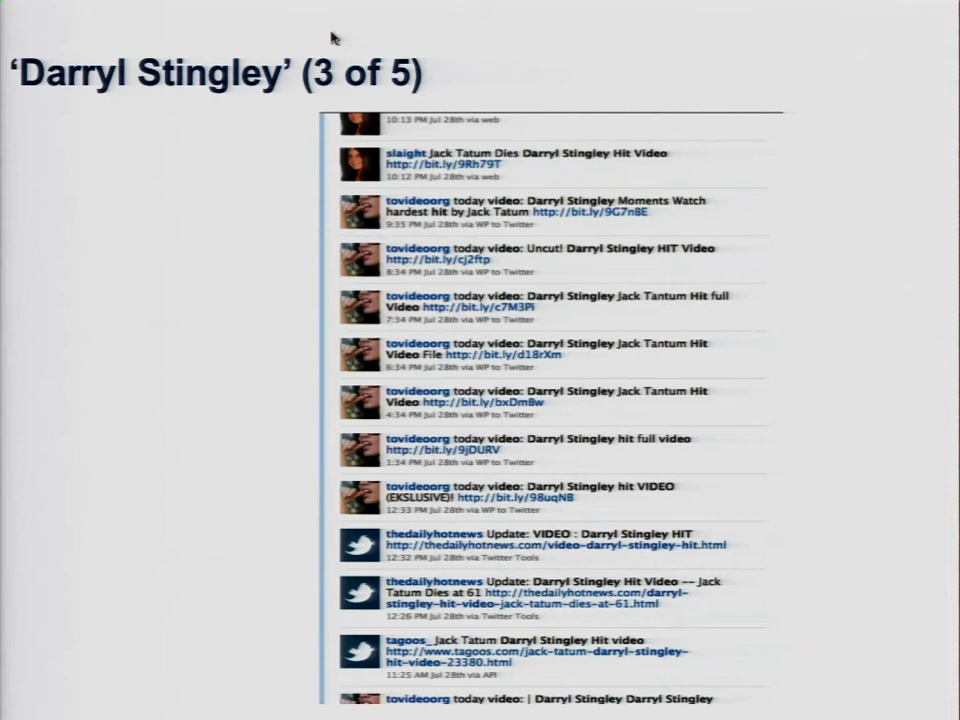 ‘Darryl Stingley’ (3 of 5)
10:13 PM Jul 28th via web
slaight Jack Tatum Dies Darryl Stingley Hit Video
http://bit.ly/9Rh79T
10:12 PM Jul 28th via web
tovideoorg today video: Darryl Stingley Moments Watch
hardest hit by Jack Tatum http://bit.ly/9G7nBE
9:35 PM Jul 28th via WP to Twitter
tovideoorg today video: Uncut! Darryl Stingley HIT Video
http://bit.ly/cj2ftp
8:34 PM Jul 28th via WP to Twitter
tovideoorg today video: Darryl Stingley Jack Tantum Hit full
Video http://bit.ly/c7M3Pi
7:34 PM Jul 28th via WP to Twitter
tovideoorg today video: Darryl Stingley Jack Tantum Hit
Video File http://bit.ly/d18rXm
6:34 PM Jul 28th via WP to Twitter
tovideoorg today video: Darryl Stingley Jack Tantum Hit
Video http://bit.ly/bxDmBw
4:34 PM Jul 28th via WP to Twitter
tovideoorg today video: Darryl Stingley hit full video
http://bit.ly/9jDURV
1:34 PM Jul 28th via WP to Twitter
tovideoorg today video: Darryl Stingley hit VIDEO
(EKSLUSIVE)! http://bit.ly/98uqNB
12:33 PM Jul 28th via WP to Twitter
thedailyhotnews Update: VIDEO : Darryl Stingley HIT
http://thedailyhotnews.com/video-darryl-stingley-hit.html
12:32 PM Jul 28th via Twitter Tools
thedailyhotnews Update: Darryl Stingley Hit Video -- Jack
Tatum Dies at 61 http://thedailyhotnews.com/darryl-
stingley-hit-video-jack-tatum-dies-at-61.html
12:26 PM Jul 28th via Twitter Tools
tagoos_ Jack Tatum Darryl Stingley Hit video
http://www.tagoos.com/jack-tatum-darryl-stingley-
hit-video-23380.html
11:25 AM Jul 28th via API
tovideoorg today video: | Darryl Stingley Darryl Stingley